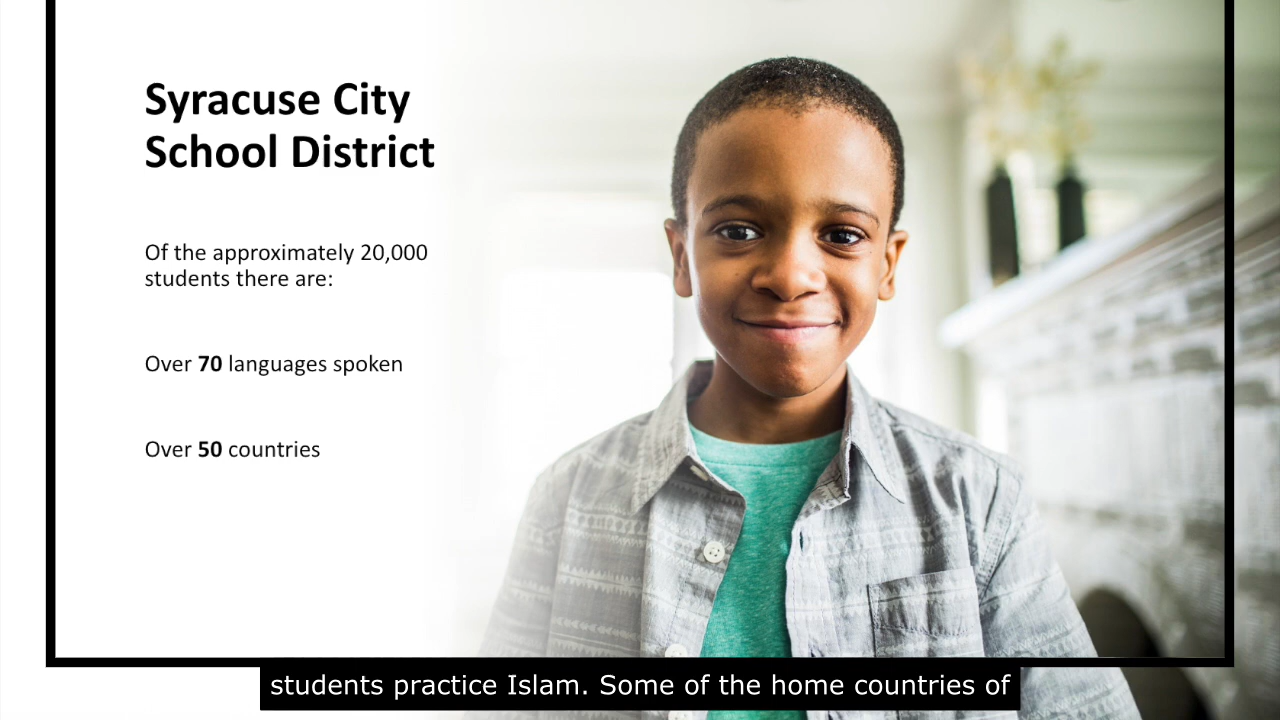 Syracuse City
School District
Of the approximately 20,000
students there are:
Over 70 languages spoken
Over 50 countries
students practice Islam. Some of the home countries of